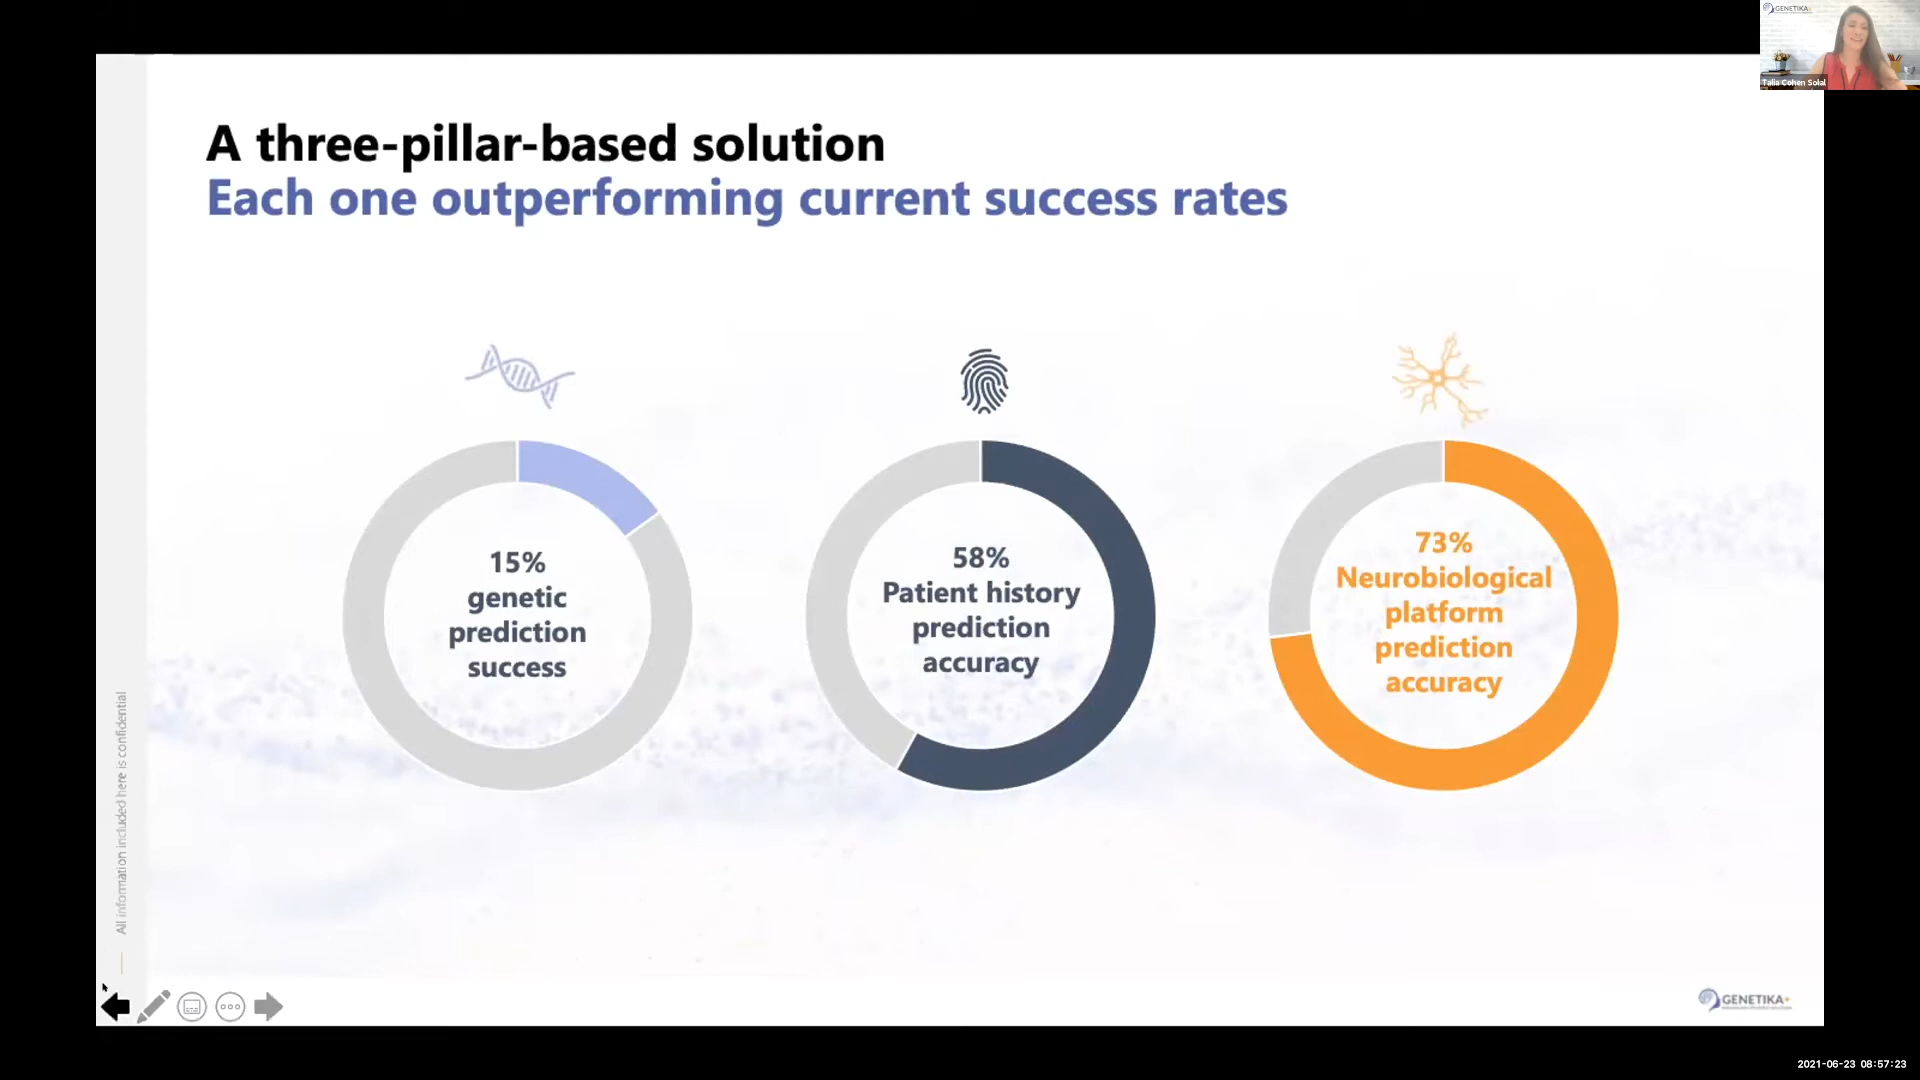 GENETIKA+
Talia Cohen Solal
A three-pillar-based solution
Each one outperforming current success rates
15%
genetic
prediction
success
58%
Patient history
prediction
accuracy
73%
Neurobiological
platform
prediction
accuracy
All information included here is confidential
GENETIKA+
2021-06-23 08:57:23